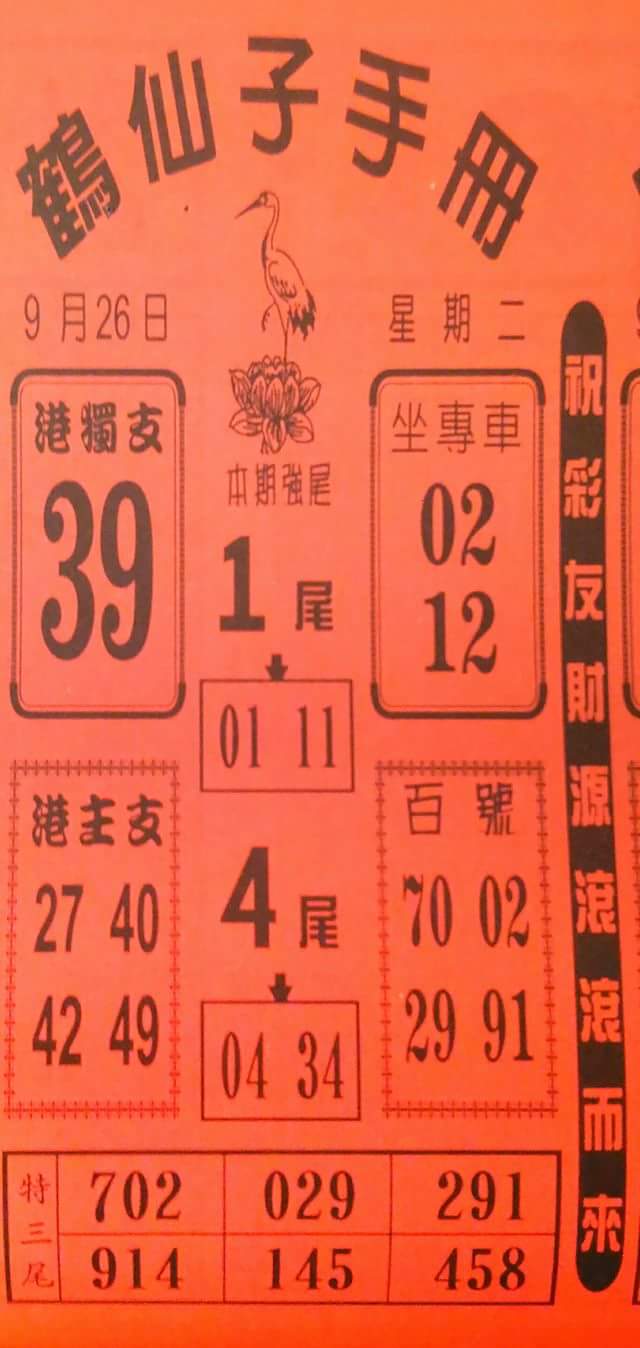 鶴仙子手冊
9月26日
星期二
港獨支
39
本期強尾
1尾
01 11
坐專車
02
12
港主支
27 40
42 49
4尾
04 34
百號
70 02
29 91
特三尾
702 029 291
914 145 458
祝彩友財源滾滾而來